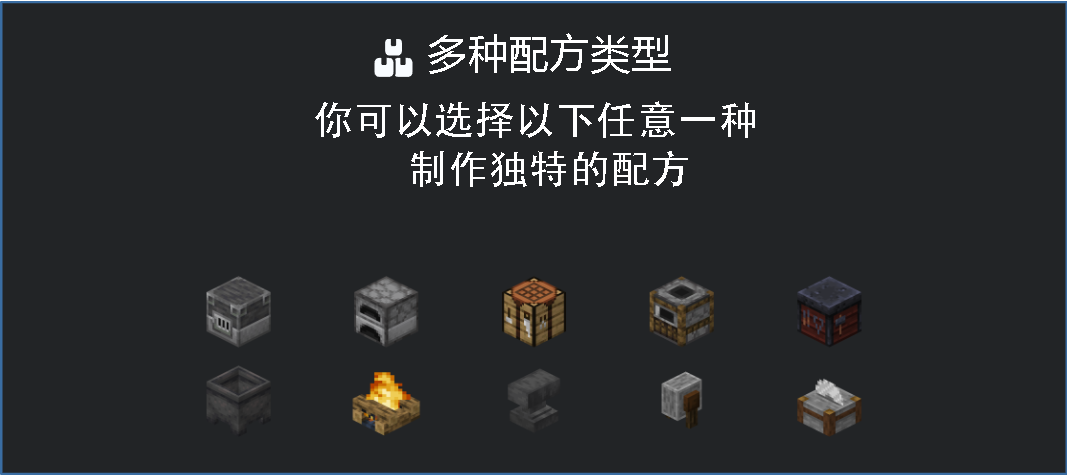 多种配方类型
你可以选择以下任意一种
制作独特的配方